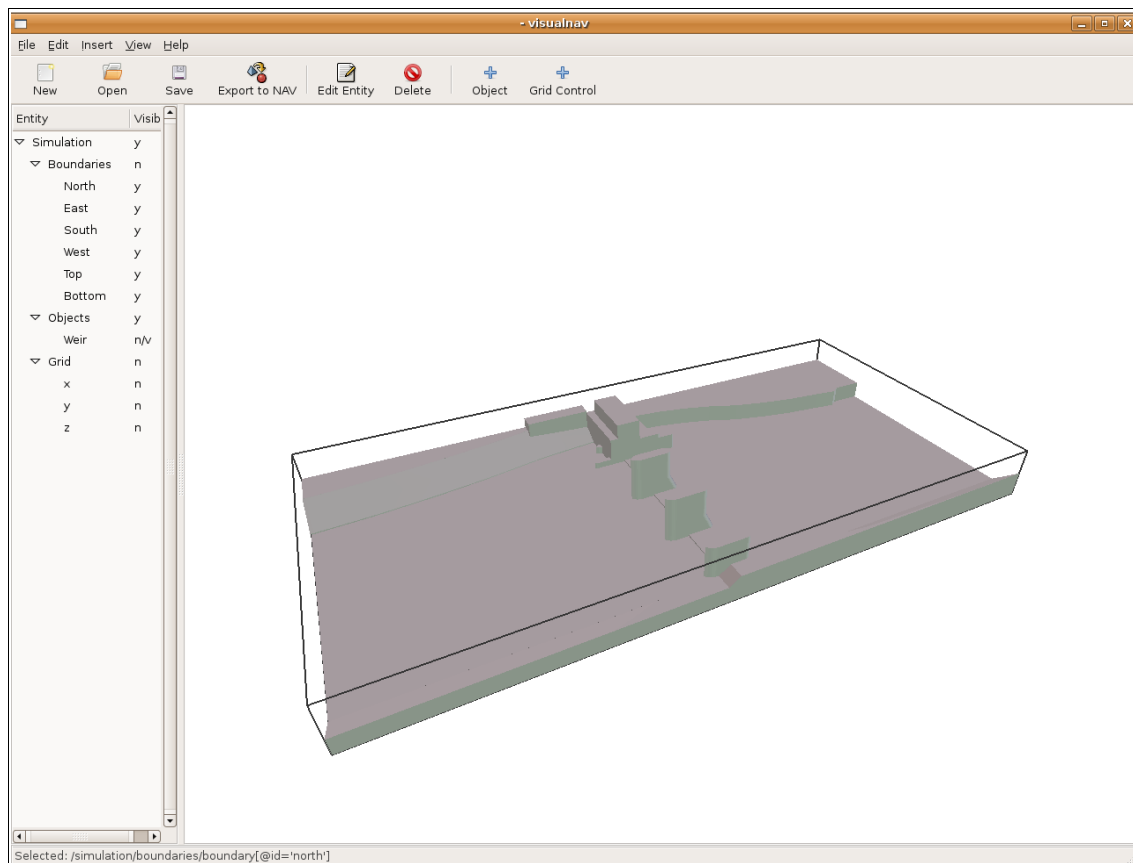 - visualnav
File Edit Insert View Help
New Open Save Export to NAV Edit Entity Delete Object Grid Control
Entity Visib
Simulation y
Boundaries n
North y
East y
South y
West y
Top y
Bottom y
Objects y
Weir n/v
Grid n
x n
y n
z n
Selected: /simulation/boundaries/boundary[@id='north']